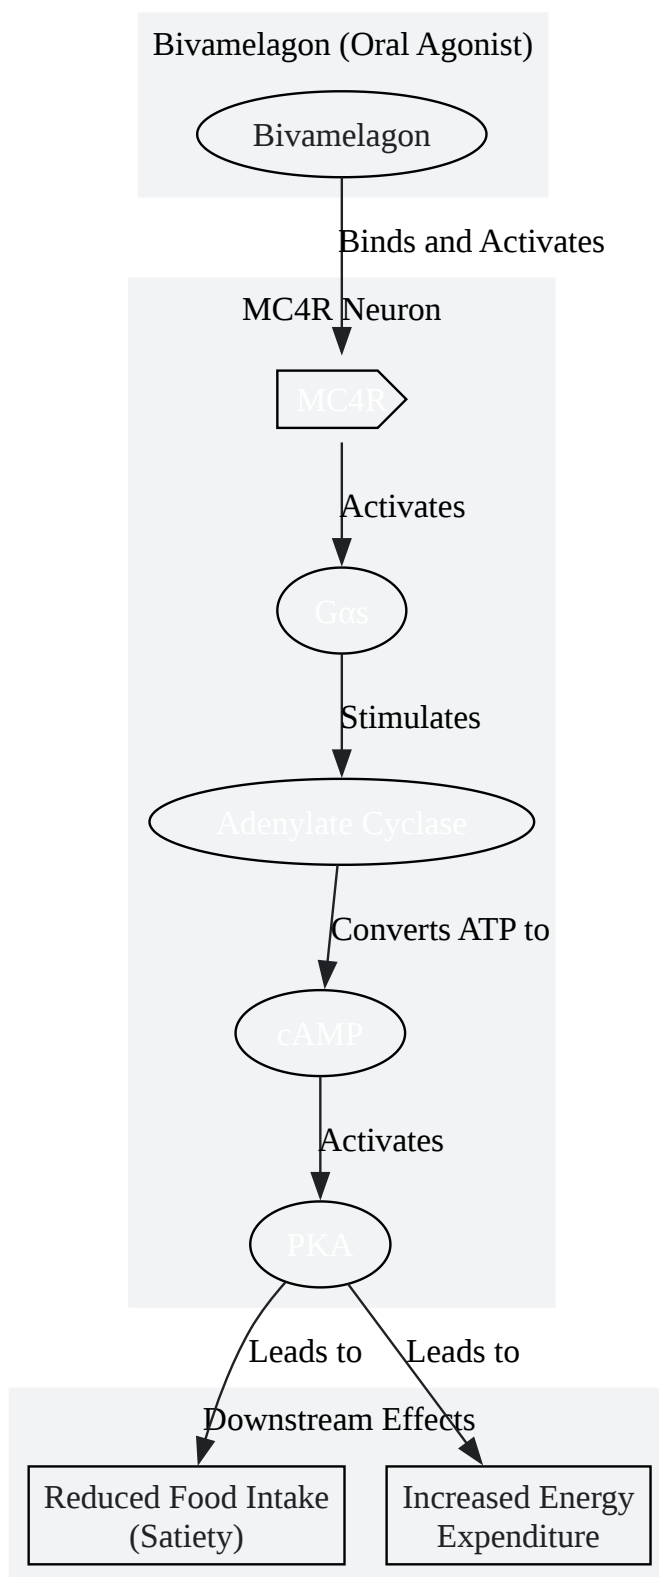 Bivamelagon (Oral Agonist)
Bivamelagon
Binds and Activates
MC4R Neuron
MC4R
Activates
Gαs
Stimulates
Adenylate Cyclase
Converts ATP to
cAMP
Activates
PKA
Leads to
Leads to
Downstream Effects
Reduced Food Intake
(Satiety)
Increased Energy
Expenditure